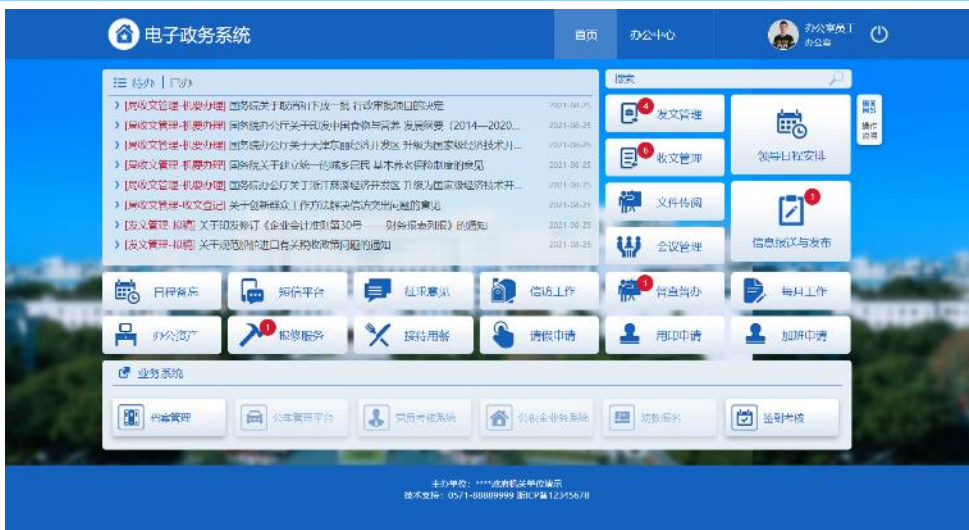 电子政务系统
首页
办公中心
办公室员工
办公室
待办 | 已办
[局收文管理-机要办理] 国务院关于取消和下放一批 行政审批项目的决定 2021-08-25
[局收文管理-机要办理] 国务院办公厅关于印发中国食物与营养 发展纲要（2014—2020... 2021-08-25
[局收文管理-机要办理] 国务院办公厅关于天津东丽经济开发区 升级为国家级经济技术开... 2021-08-25
[局收文管理-机要办理] 国务院关于建立统一的城乡居民 基本养老保险制度的意见 2021-08-25
[局收文管理-机要办理] 国务院办公厅关于浙江慈溪经济开发区 升级为国家级经济技术开... 2021-08-25
[局收文管理-收文登记] 关于创新群众工作方法解决信访突出问题的意见 2021-08-25
[发文管理-拟稿] 关于印发修订《企业会计准则第30号——财务报表列报》的通知 2021-08-25
[发文管理-拟稿] 关于规范 进口有关税收政策问题的通知 2021-08-25
搜索
4
发文管理
6
收文管理
文件传阅
会议管理
领导日程安排
1
信息报送与发布
操作
说明
日程备忘
短信平台
征求意见
信访工作
1
督查督办
每月工作
办公资产
1
报修服务
接待用餐
请假申请
用印申请
加班申请
业务系统
档案管理
公车管理平台
党员考核系统
公积金业务系统
签到考核
主办单位：****政府机关单位演示
技术支持：0571-88889999 浙ICP备12345678